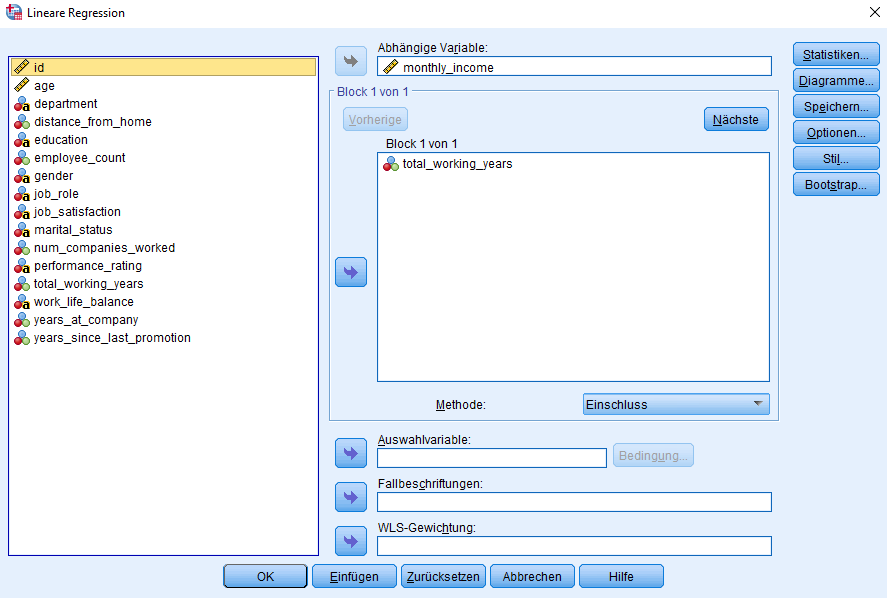 Lineare Regression
id
age
department
distance_from_home
education
employee_count
gender
job_role
job_satisfaction
marital_status
num_companies_worked
performance_rating
total_working_years
work_life_balance
years_at_company
years_since_last_promotion
Abhängige Variable:
monthly_income
Block 1 von 1
Vorherige
Nächste
Block 1 von 1
total_working_years
Methode:
Einschluss
Auswahlvariable:
Bedingung...
Fallbeschriftungen:
WLS-Gewichtung:
Statistiken...
Diagramme...
Speichern...
Optionen...
Stil...
Bootstrap...
OK
Einfügen
Zurücksetzen
Abbrechen
Hilfe